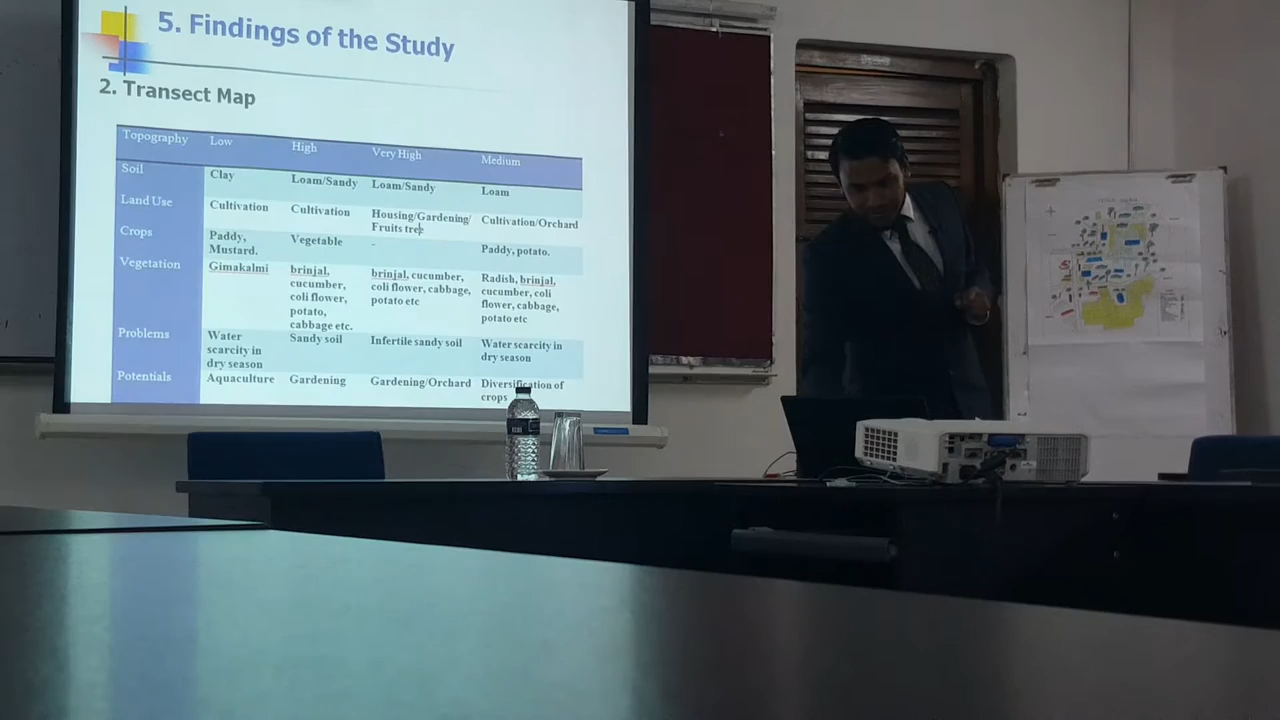 5. Findings of the Study
2. Transect Map
Topography Low High Very High Medium
Soil Clay Loam/Sandy Loam/Sandy Loam
Land Use Cultivation Cultivation Housing/Gardening/ Cultivation/Orchard
Fruits tree
Crops Paddy, Vegetable - Paddy, potato.
Mustard.
Vegetation Gimakalmi brinjal, brinjal, cucumber, Radish, brinjal,
cucumber, coli flower, cabbage, cucumber, coli
coli flower, potato etc flower, cabbage,
potato, potato etc
cabbage etc.
Problems Water Sandy soil Infertile sandy soil Water scarcity in
scarcity in dry season
dry season
Potentials Aquaculture Gardening Gardening/Orchard Diversification of
crops